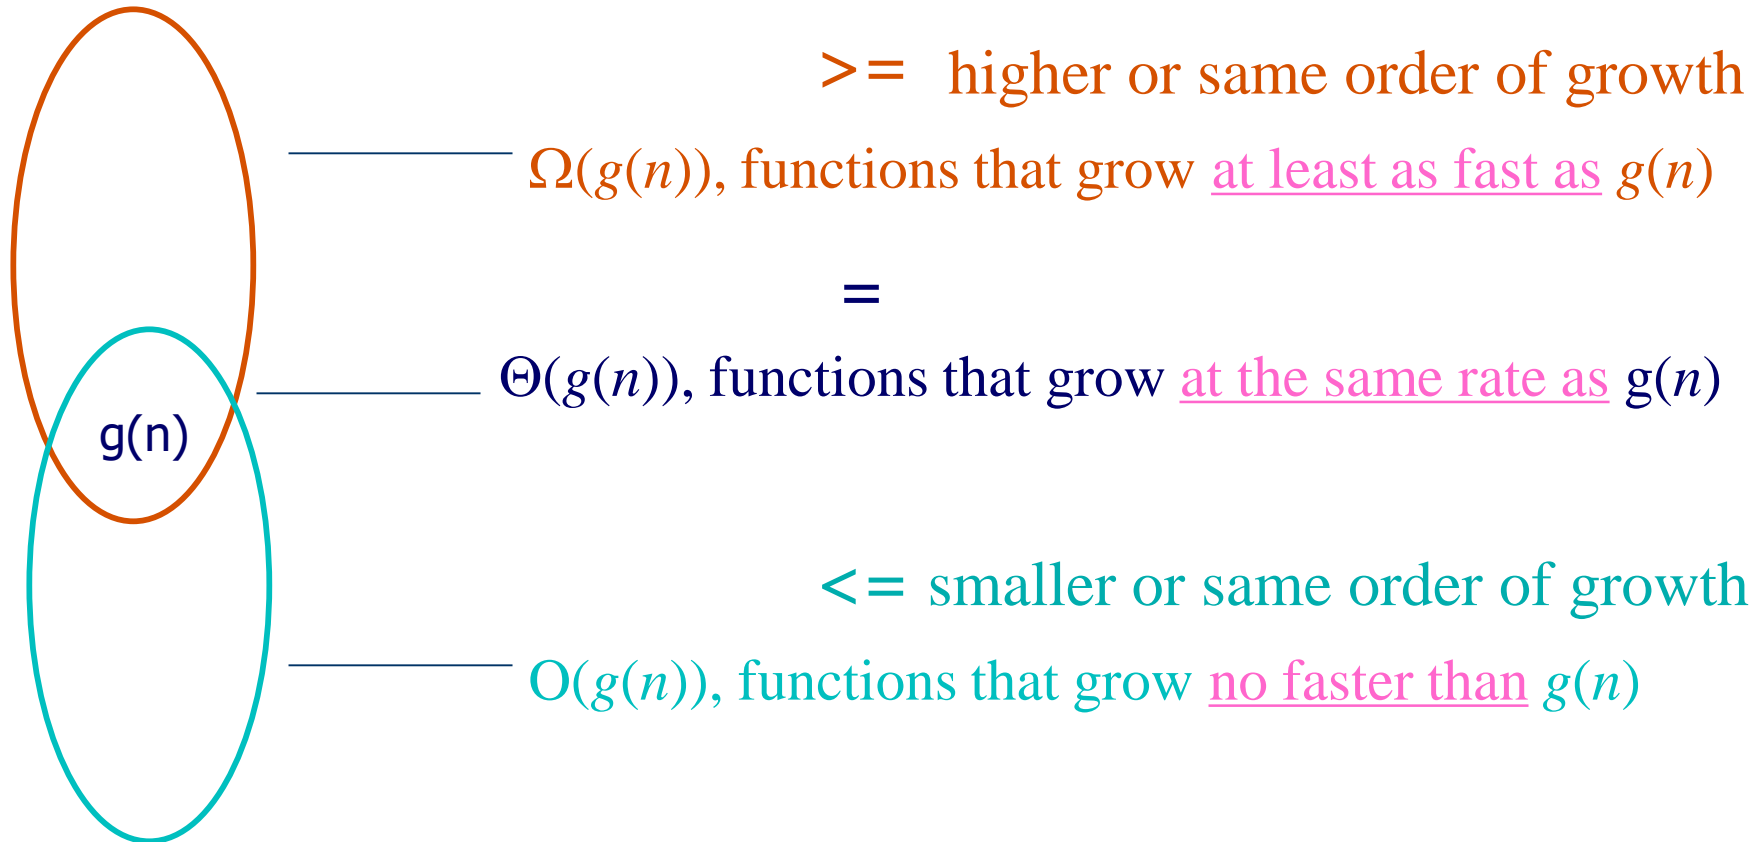 >= higher or same order of growth
Ω(g(n)), functions that grow at least as fast as g(n)
=
Θ(g(n)), functions that grow at the same rate as g(n)
g(n)
<= smaller or same order of growth
O(g(n)), functions that grow no faster than g(n)